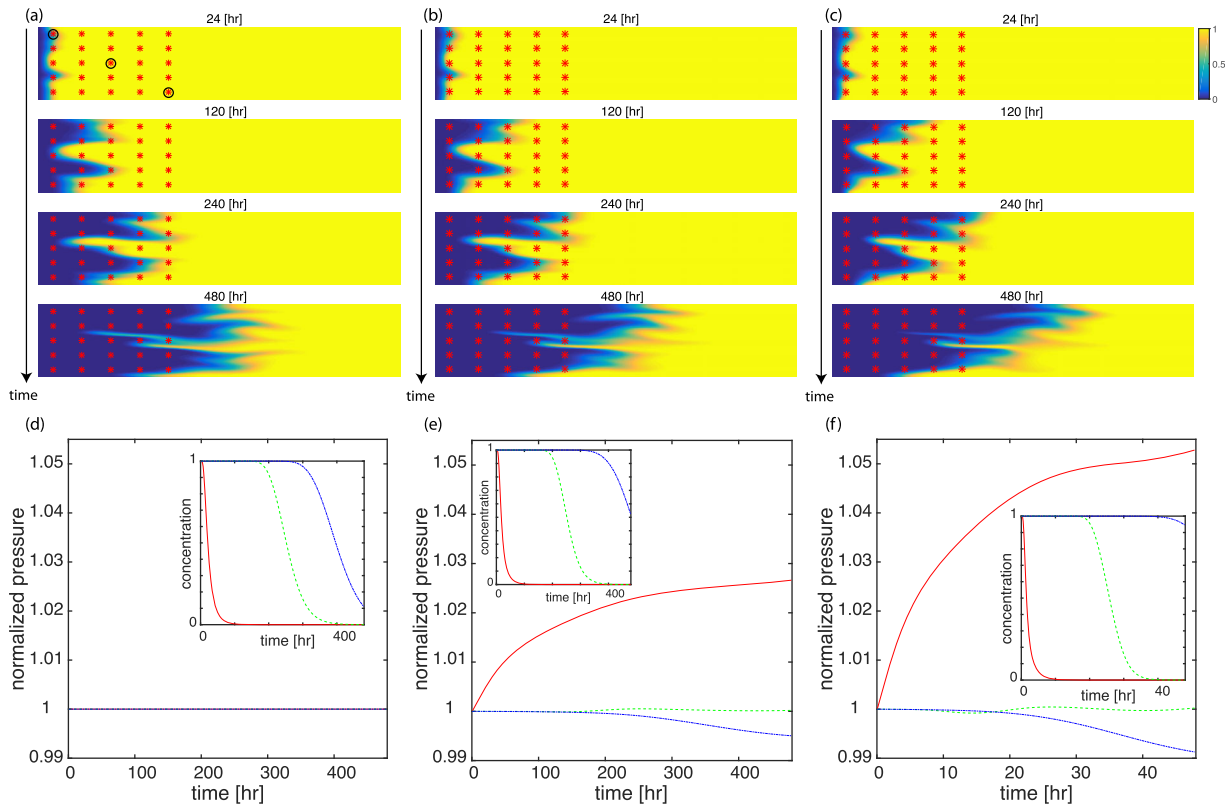 (a)
24 [hr]
120 [hr]
240 [hr]
480 [hr]
time
(b)
24 [hr]
120 [hr]
240 [hr]
480 [hr]
time
(c)
24 [hr]
120 [hr]
240 [hr]
480 [hr]
time
1
0.5
0
(d)
normalized pressure
1.05
1.04
1.03
1.02
1.01
1
0.99
0 100 200 300 400
time [hr]
concentration
1
0
0 200 400
time [hr]
(e)
normalized pressure
1.05
1.04
1.03
1.02
1.01
1
0.99
0 100 200 300 400
time [hr]
concentration
1
0
0 400
time [hr]
(f)
normalized pressure
1.05
1.04
1.03
1.02
1.01
1
0.99
0 10 20 30 40
time [hr]
concentration
1
0
0 20 40
time [hr]